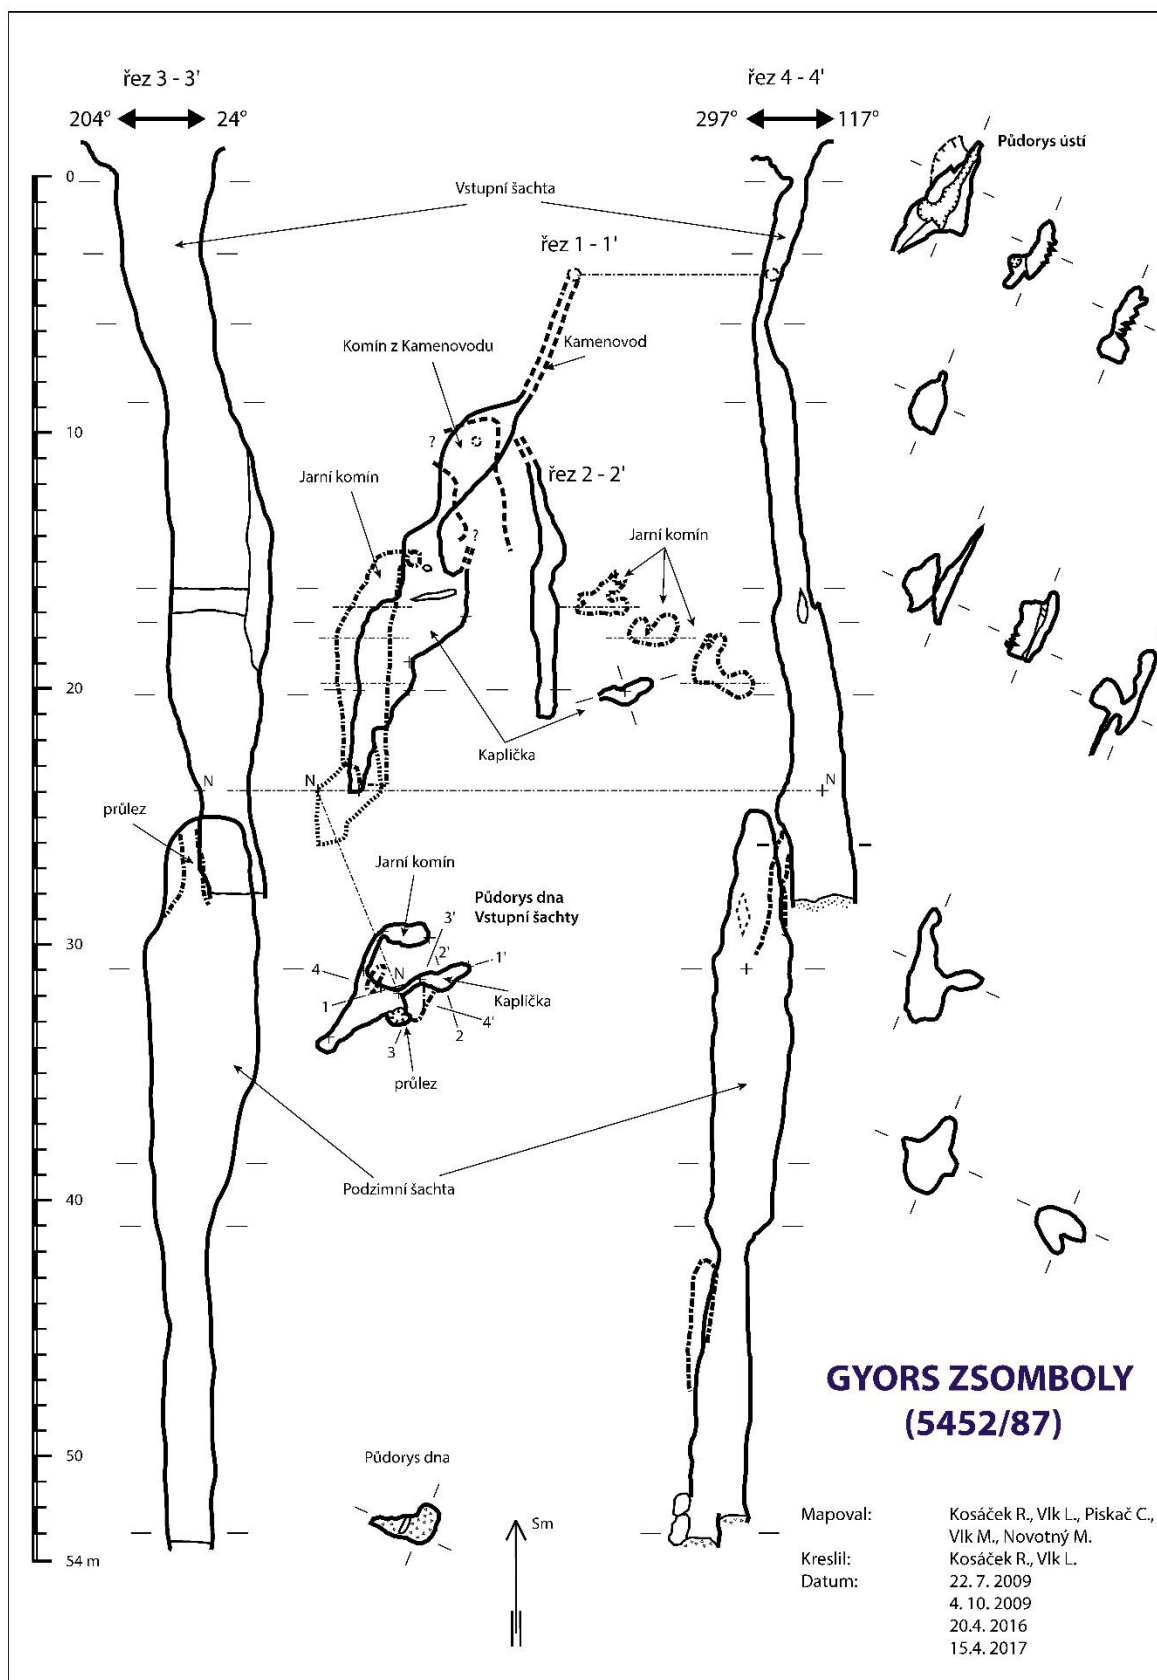 řez 3 - 3'
204° 24°
řez 4 - 4'
297° 117°
Půdorys ústí
0
Vstupní šachta
řez 1 - 1'
Komín z Kamenovodu
Kamenovod
10
?
řez 2 - 2'
Jarní komín
?
Jarní komín
20
Kaplička
N
N
N
průlez
Jarní komín
Půdorys dna
Vstupní šachty
3'
30
4
N
2'
1'
1
Kaplička
4'
2
3
průlez
Podzimní šachta
40
GYORS ZSOMBOLY
(5452/87)
50
Půdorys dna
Sm
54 m
Mapoval: Kosáček R., Vlk L., Piskač C.,
Vlk M., Novotný M.
Kreslil: Kosáček R., Vlk L.
Datum: 22. 7. 2009
4. 10. 2009
20.4. 2016
15.4. 2017